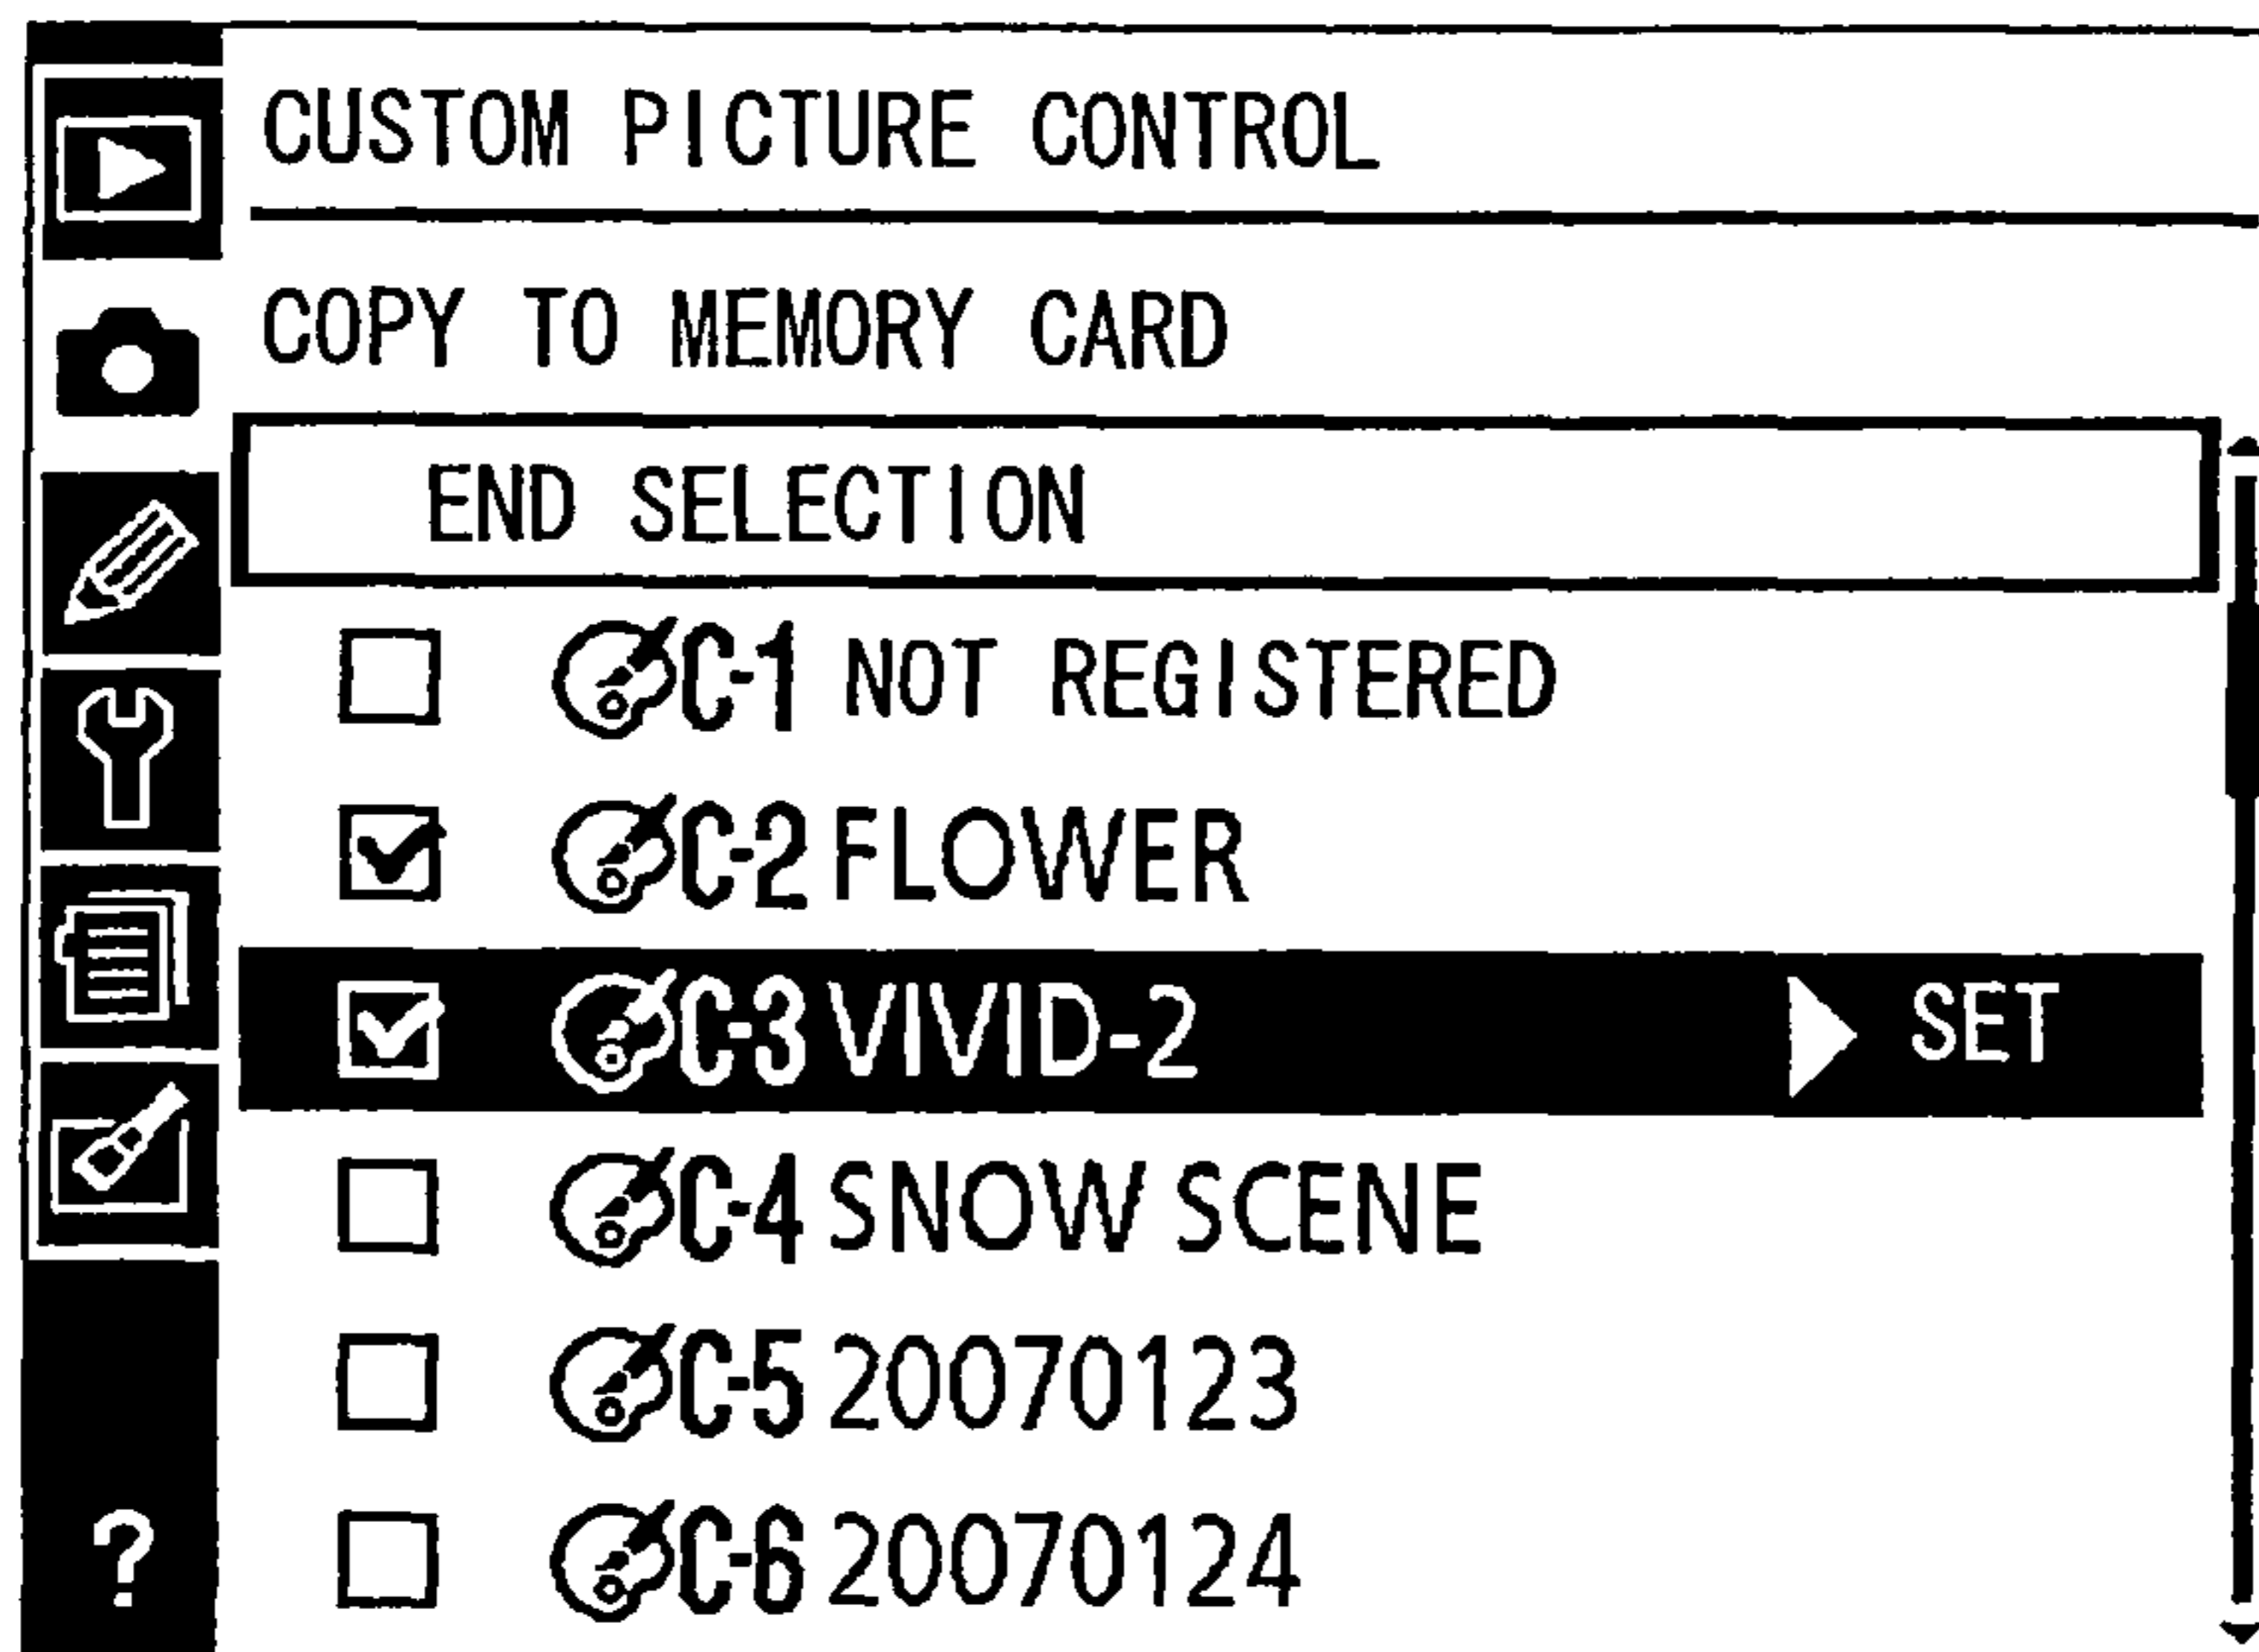 CUSTOM PICTURE CONTROL
COPY TO MEMORY CARD
END SELECTION
C-1 NOT REGISTERED
C-2 FLOWER
C-3 VIVID-2 SET
C-4 SNOW SCENE
C-5 20070123
C-6 20070124
?